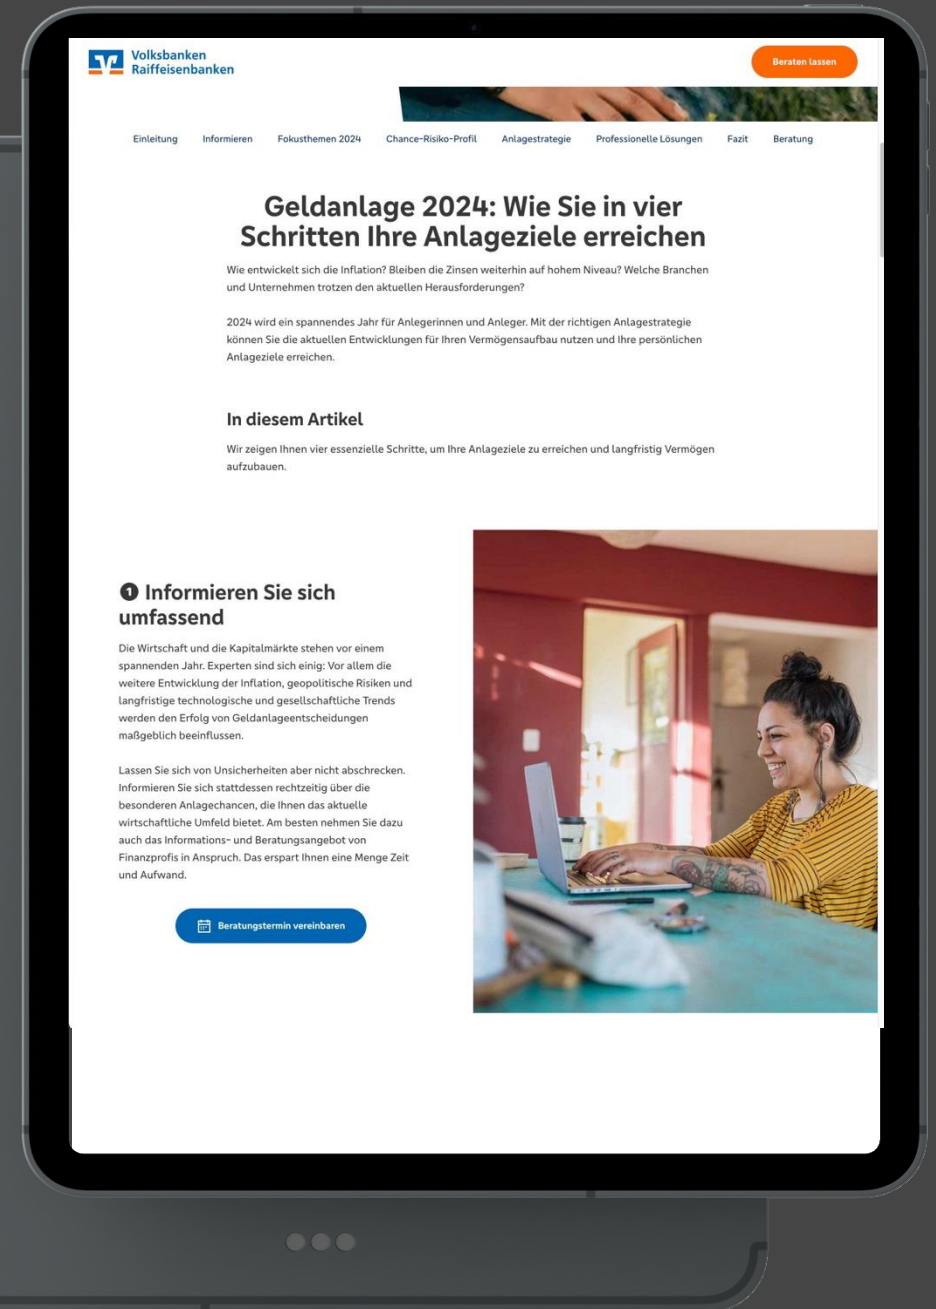 Volksbanken
Raiffeisenbanken
Beraten lassen
Einleitung Informieren Fokusthemen 2024 Chance-Risiko-Profil Anlagestrategie Professionelle Lösungen Fazit Beratung
Geldanlage 2024: Wie Sie in vier
Schritten Ihre Anlageziele erreichen
Wie entwickelt sich die Inflation? Bleiben die Zinsen weiterhin auf hohem Niveau? Welche Branchen
und Unternehmen trotzen den aktuellen Herausforderungen?
2024 wird ein spannendes Jahr für Anlegerinnen und Anleger. Mit der richtigen Anlagestrategie
können Sie die aktuellen Entwicklungen für Ihren Vermögensaufbau nutzen und Ihre persönlichen
Anlageziele erreichen.
In diesem Artikel
Wir zeigen Ihnen vier essenzielle Schritte, um Ihre Anlageziele zu erreichen und langfristig Vermögen
aufzubauen.
❶ Informieren Sie sich
umfassend
Die Wirtschaft und die Kapitalmärkte stehen vor einem
spannenden Jahr. Experten sind sich einig: Vor allem die
weitere Entwicklung der Inflation, geopolitische Risiken und
langfristige technologische und gesellschaftliche Trends
werden den Erfolg von Geldanlageentscheidungen
maßgeblich beeinflussen.
Lassen Sie sich von Unsicherheiten aber nicht abschrecken.
Informieren Sie sich stattdessen rechtzeitig über die
besonderen Anlagechancen, die Ihnen das aktuelle
wirtschaftliche Umfeld bietet. Am besten nehmen Sie dazu
auch das Informations- und Beratungsangebot von
Finanzprofis in Anspruch. Das erspart Ihnen eine Menge Zeit
und Aufwand.
Beratungstermin vereinbaren